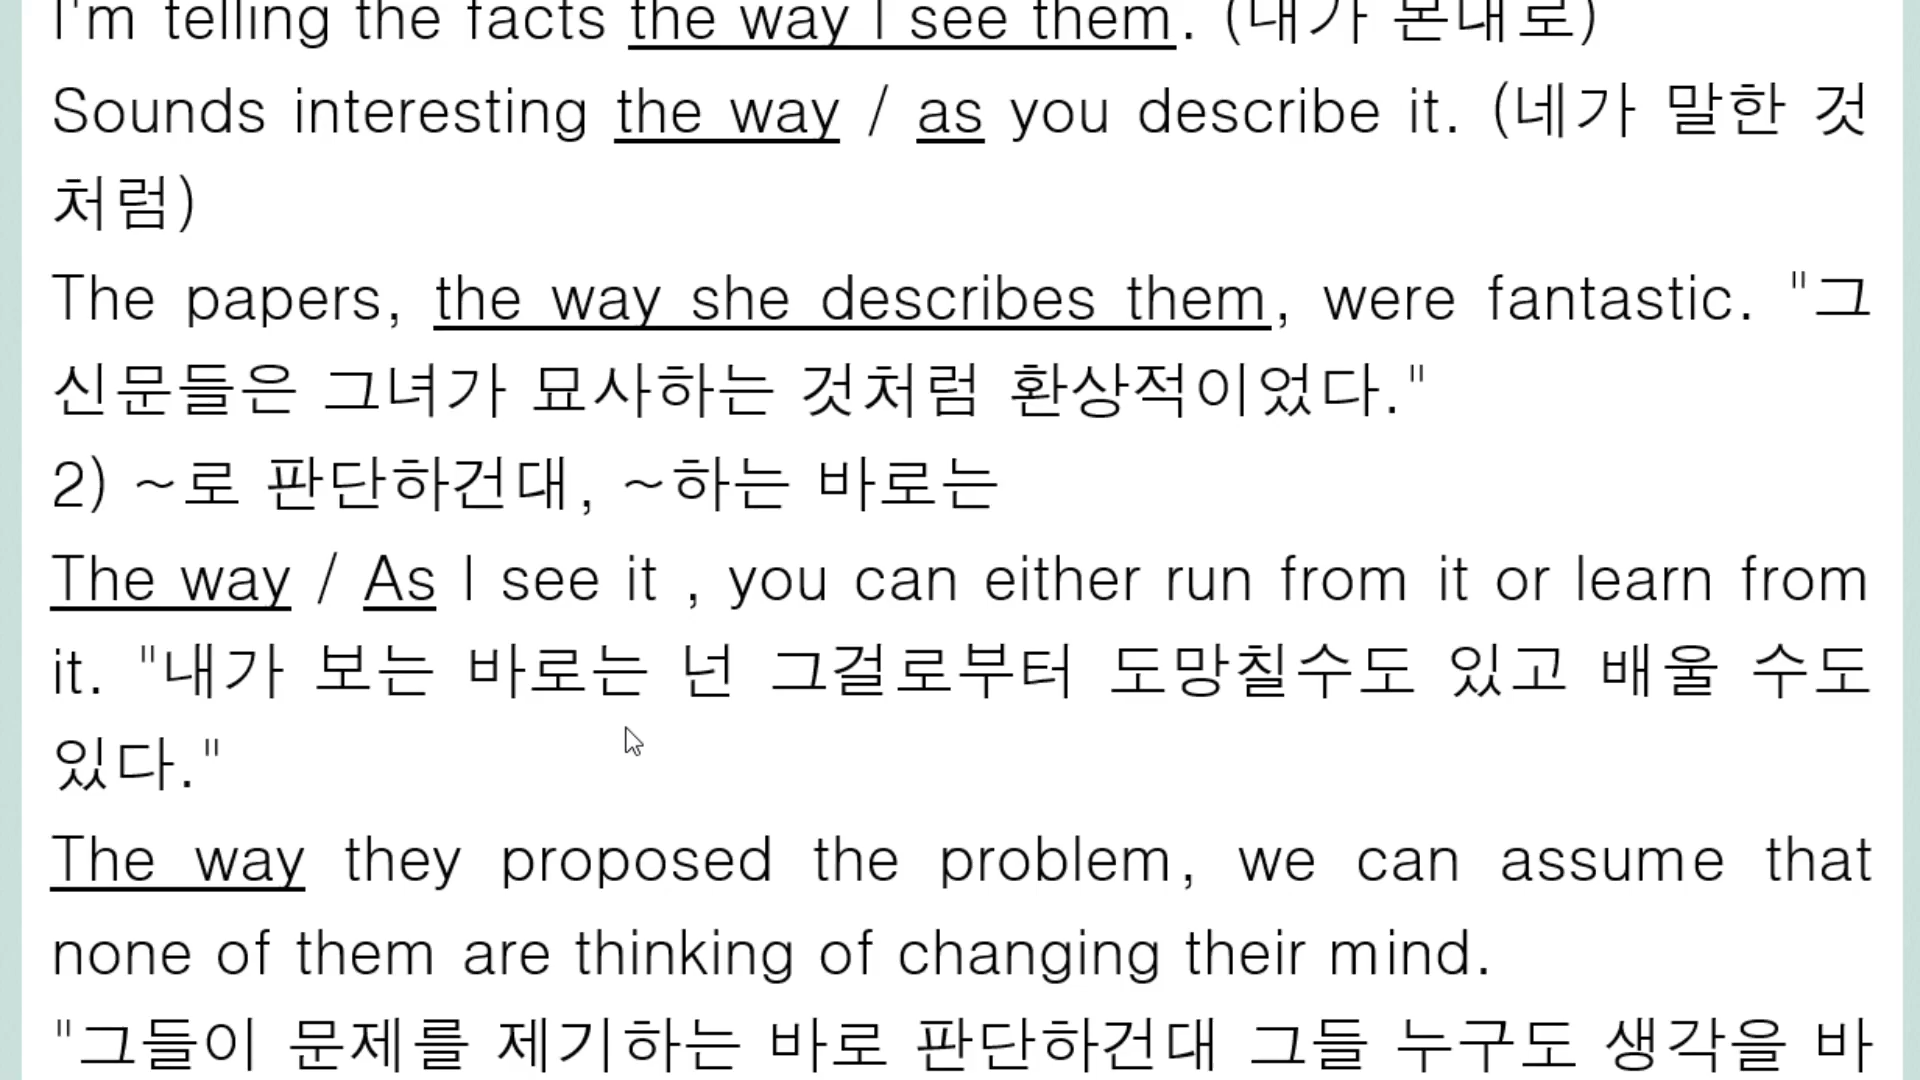 I'm telling the facts the way I see them. (내가 본대로)
Sounds interesting the way / as you describe it. (네가 말한 것
처럼)
The papers, the way she describes them, were fantastic. "그
신문들은 그녀가 묘사하는 것처럼 환상적이었다."
2) ~로 판단하건대, ~하는 바로는
The way / As I see it , you can either run from it or learn from
it. "내가 보는 바로는 넌 그걸로부터 도망칠수도 있고 배울 수도
있다."
The way they proposed the problem, we can assume that
none of them are thinking of changing their mind.
"그들이 문제를 제기하는 바로 판단하건대 그들 누구도 생각을 바